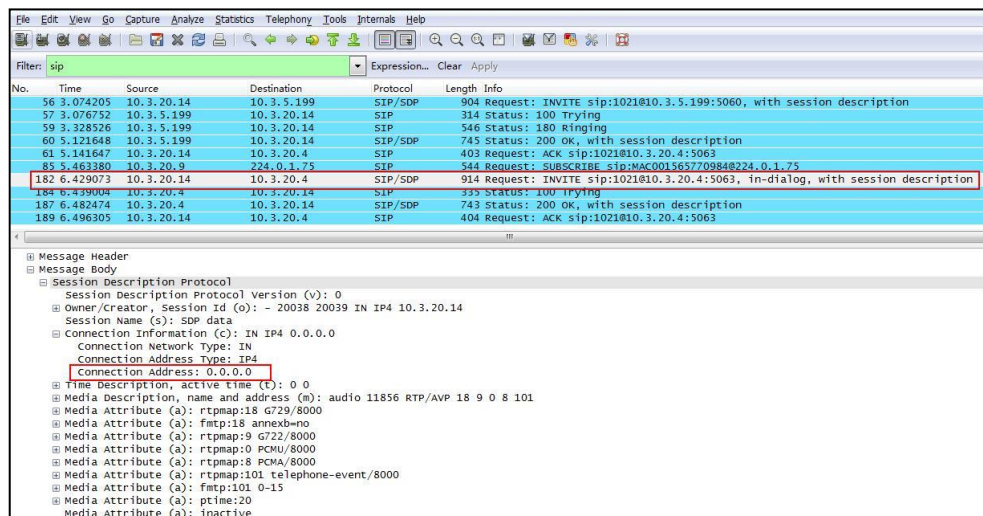 File Edit View Go Capture Analyze Statistics Telephony Tools Internals Help
Filter: sip Expression... Clear Apply
No. Time Source Destination Protocol Length Info
56 3.074205 10.3.20.14 10.3.5.199 SIP/SDP 904 Request: INVITE sip:1021@10.3.5.199:5060, with session description
57 3.076752 10.3.5.199 10.3.20.14 SIP 314 Status: 100 Trying
59 3.328526 10.3.5.199 10.3.20.14 SIP 546 Status: 180 Ringing
60 5.121648 10.3.5.199 10.3.20.14 SIP/SDP 745 Status: 200 OK, with session description
61 5.141647 10.3.20.14 10.3.20.4 SIP 403 Request: ACK sip:1021@10.3.20.4:5063
85 5.463380 10.3.20.9 224.0.1.75 SIP 544 Request: SUBSCRIBE sip:MAC001565770984@224.0.1.75
182 6.429073 10.3.20.14 10.3.20.4 SIP/SDP 914 Request: INVITE sip:1021@10.3.20.4:5063, in-dialog, with session description
184 6.439004 10.3.20.4 10.3.20.14 SIP 335 Status: 100 Trying
187 6.482474 10.3.20.4 10.3.20.14 SIP/SDP 743 Status: 200 OK, with session description
189 6.496305 10.3.20.14 10.3.20.4 SIP 404 Request: ACK sip:1021@10.3.20.4:5063
Message Header
Message Body
Session Description Protocol
Session Description Protocol Version (v): 0
Owner/Creator, Session Id (o): - 20038 20039 IN IP4 10.3.20.14
Session Name (s): SDP data
Connection Information (c): IN IP4 0.0.0.0
Connection Network Type: IN
Connection Address Type: IP4
Connection Address: 0.0.0.0
Time Description, active time (t): 0 0
Media Description, name and address (m): audio 11856 RTP/AVP 18 9 0 8 101
Media Attribute (a): rtpmap:18 G729/8000
Media Attribute (a): fmtp:18 annexb=no
Media Attribute (a): rtpmap:9 G722/8000
Media Attribute (a): rtpmap:0 PCMU/8000
Media Attribute (a): rtpmap:8 PCMA/8000
Media Attribute (a): rtpmap:101 telephone-event/8000
Media Attribute (a): fmtp:101 0-15
Media Attribute (a): ptime:20
Media Attribute (a): inactive